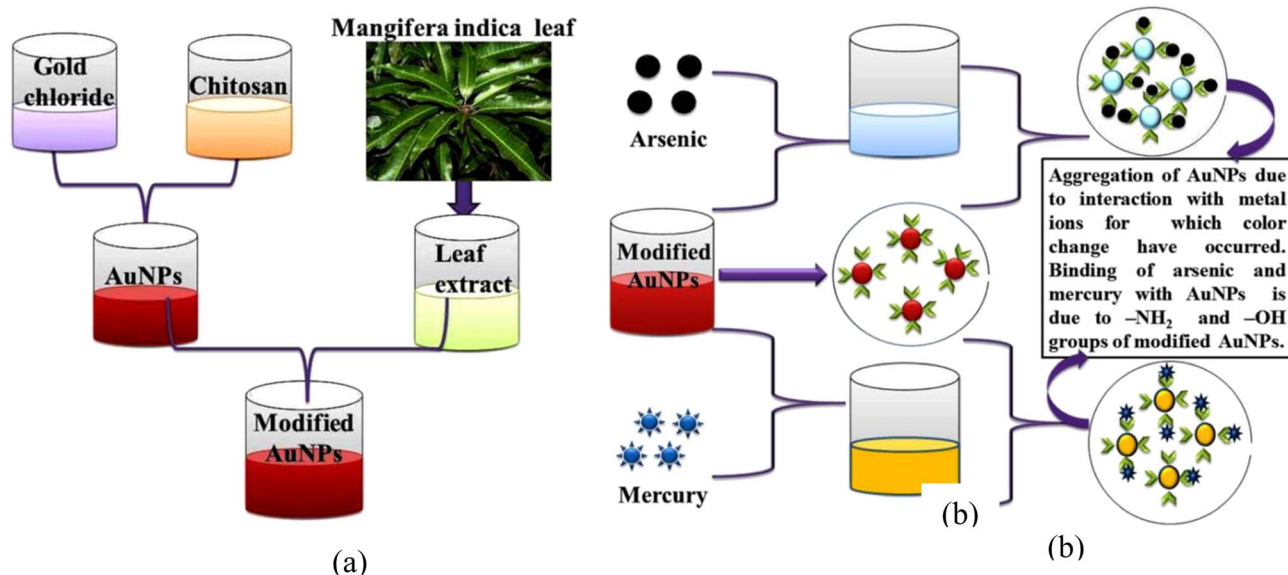 Gold
chloride
Chitosan
Mangifera indica leaf
AuNPs
Leaf
extract
Modified
AuNPs
(a)
Arsenic
Modified
AuNPs
Mercury
Aggregation of AuNPs due
to interaction with metal
ions for which color
change have occurred.
Binding of arsenic and
mercury with AuNPs is
due to –NH₂ and –OH
groups of modified AuNPs.
(b)
(b)